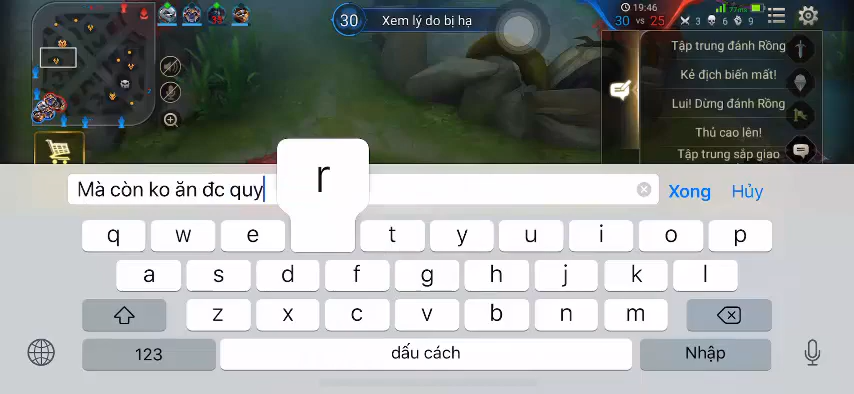 30
Xem lý do bị hạ
77ms
19:46
30 vs 25
3 6 9
Tập trung đánh Rồng
Kẻ địch biến mất!
Lui! Dừng đánh Rồng
Thủ cao lên!
Tập trung sắp giao
Mà còn ko ăn đc quy
Xong
Hủy
r
q w e t y u i o p
a s d f g h j k l
z x c v b n m
123
dấu cách
Nhập